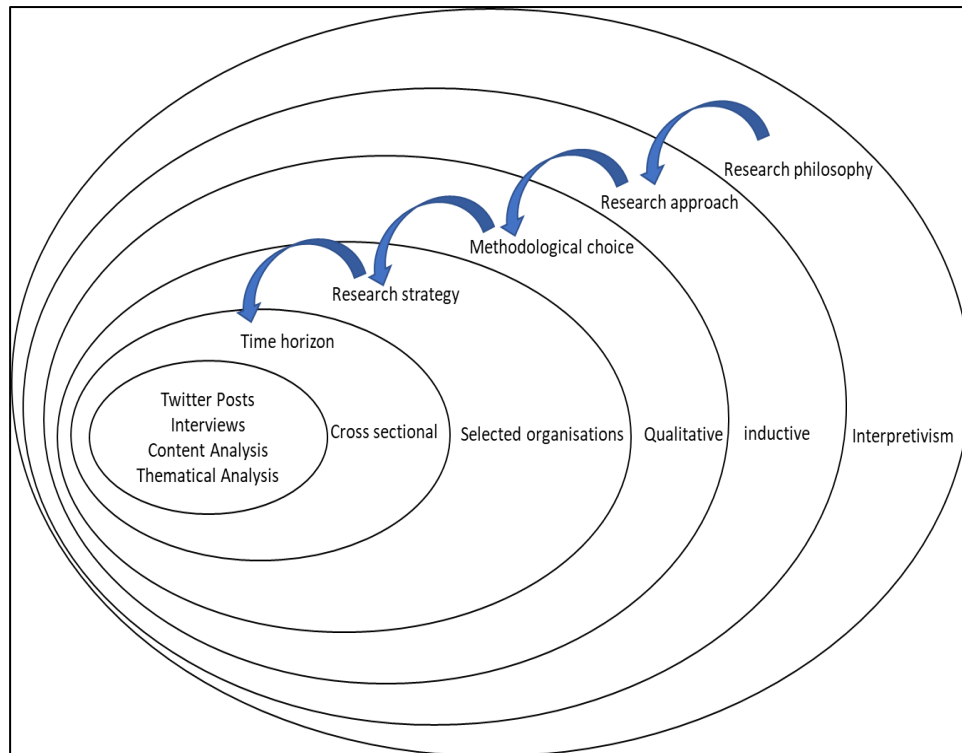 Research philosophy
Research approach
Methodological choice
Research strategy
Time horizon
Twitter Posts
Interviews
Content Analysis
Thematical Analysis
Cross sectional
Selected organisations
Qualitative
inductive
Interpretivism